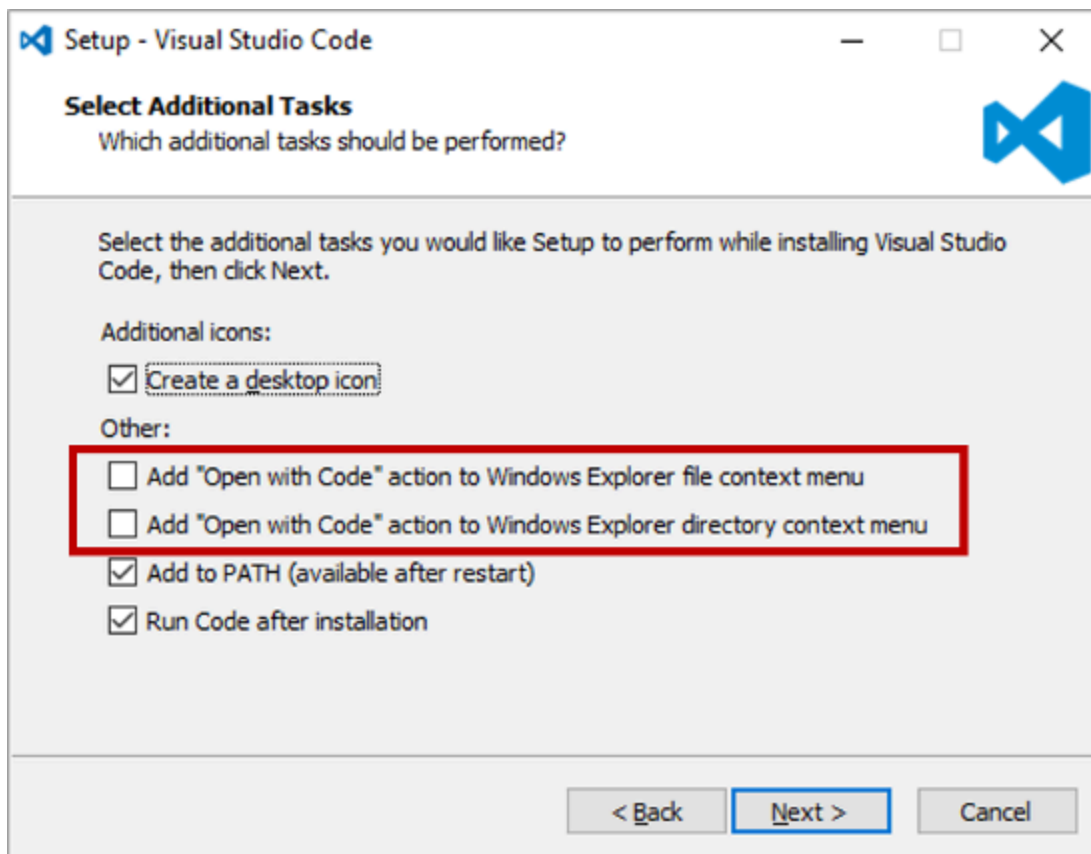 Setup - Visual Studio Code
Select Additional Tasks
Which additional tasks should be performed?
Select the additional tasks you would like Setup to perform while installing Visual Studio
Code, then click Next.
Additional icons:
Create a desktop icon
Other:
Add "Open with Code" action to Windows Explorer file context menu
Add "Open with Code" action to Windows Explorer directory context menu
Add to PATH (available after restart)
Run Code after installation
< Back Next > Cancel